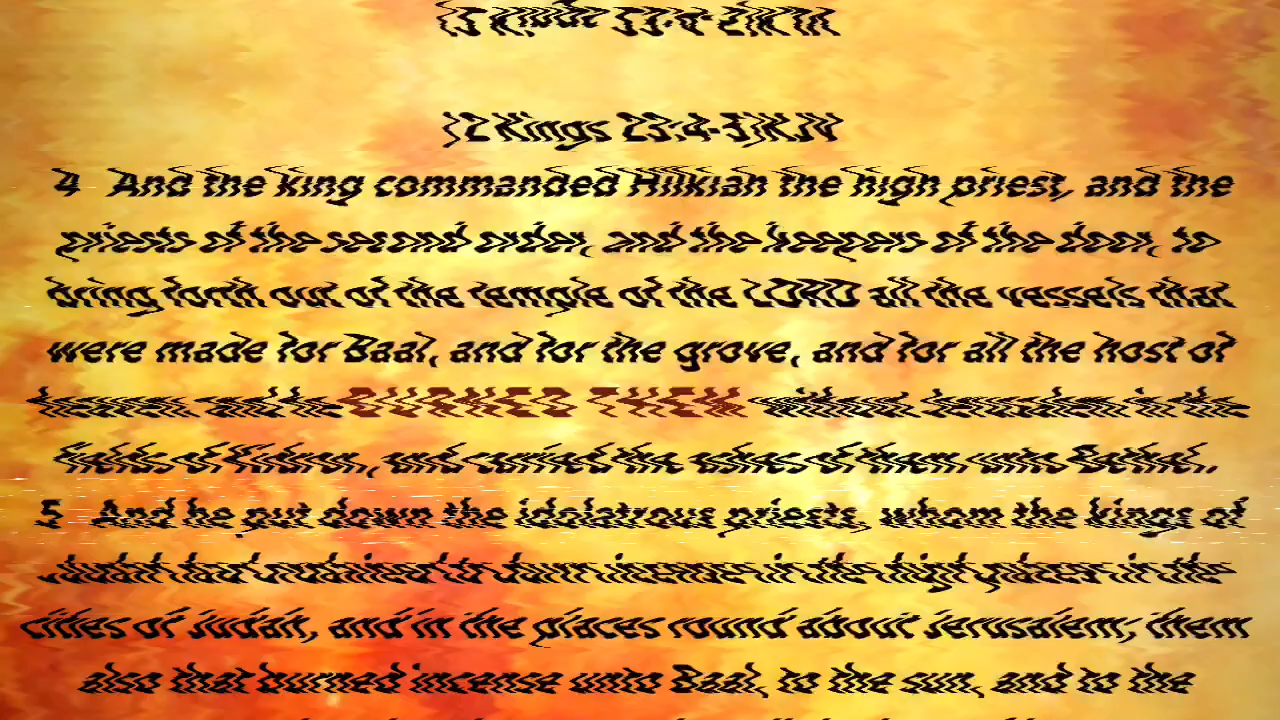 (2 Kings 23:4-5)KJV
4 And the king commanded Hilkiah the high priest, and the
priests of the second order, and the keepers of the door, to
bring forth out of the temple of the LORD all the vessels that
were made for Baal, and for the grove, and for all the host of
heaven: and he BURNED THEM without Jerusalem in the
fields of Kidron, and carried the ashes of them unto Bethel.
5 And he put down the idolatrous priests, whom the kings of
Judah had ordained to burn incense in the high places in the
cities of Judah, and in the places round about Jerusalem; them
also that burned incense unto Baal, to the sun, and to the